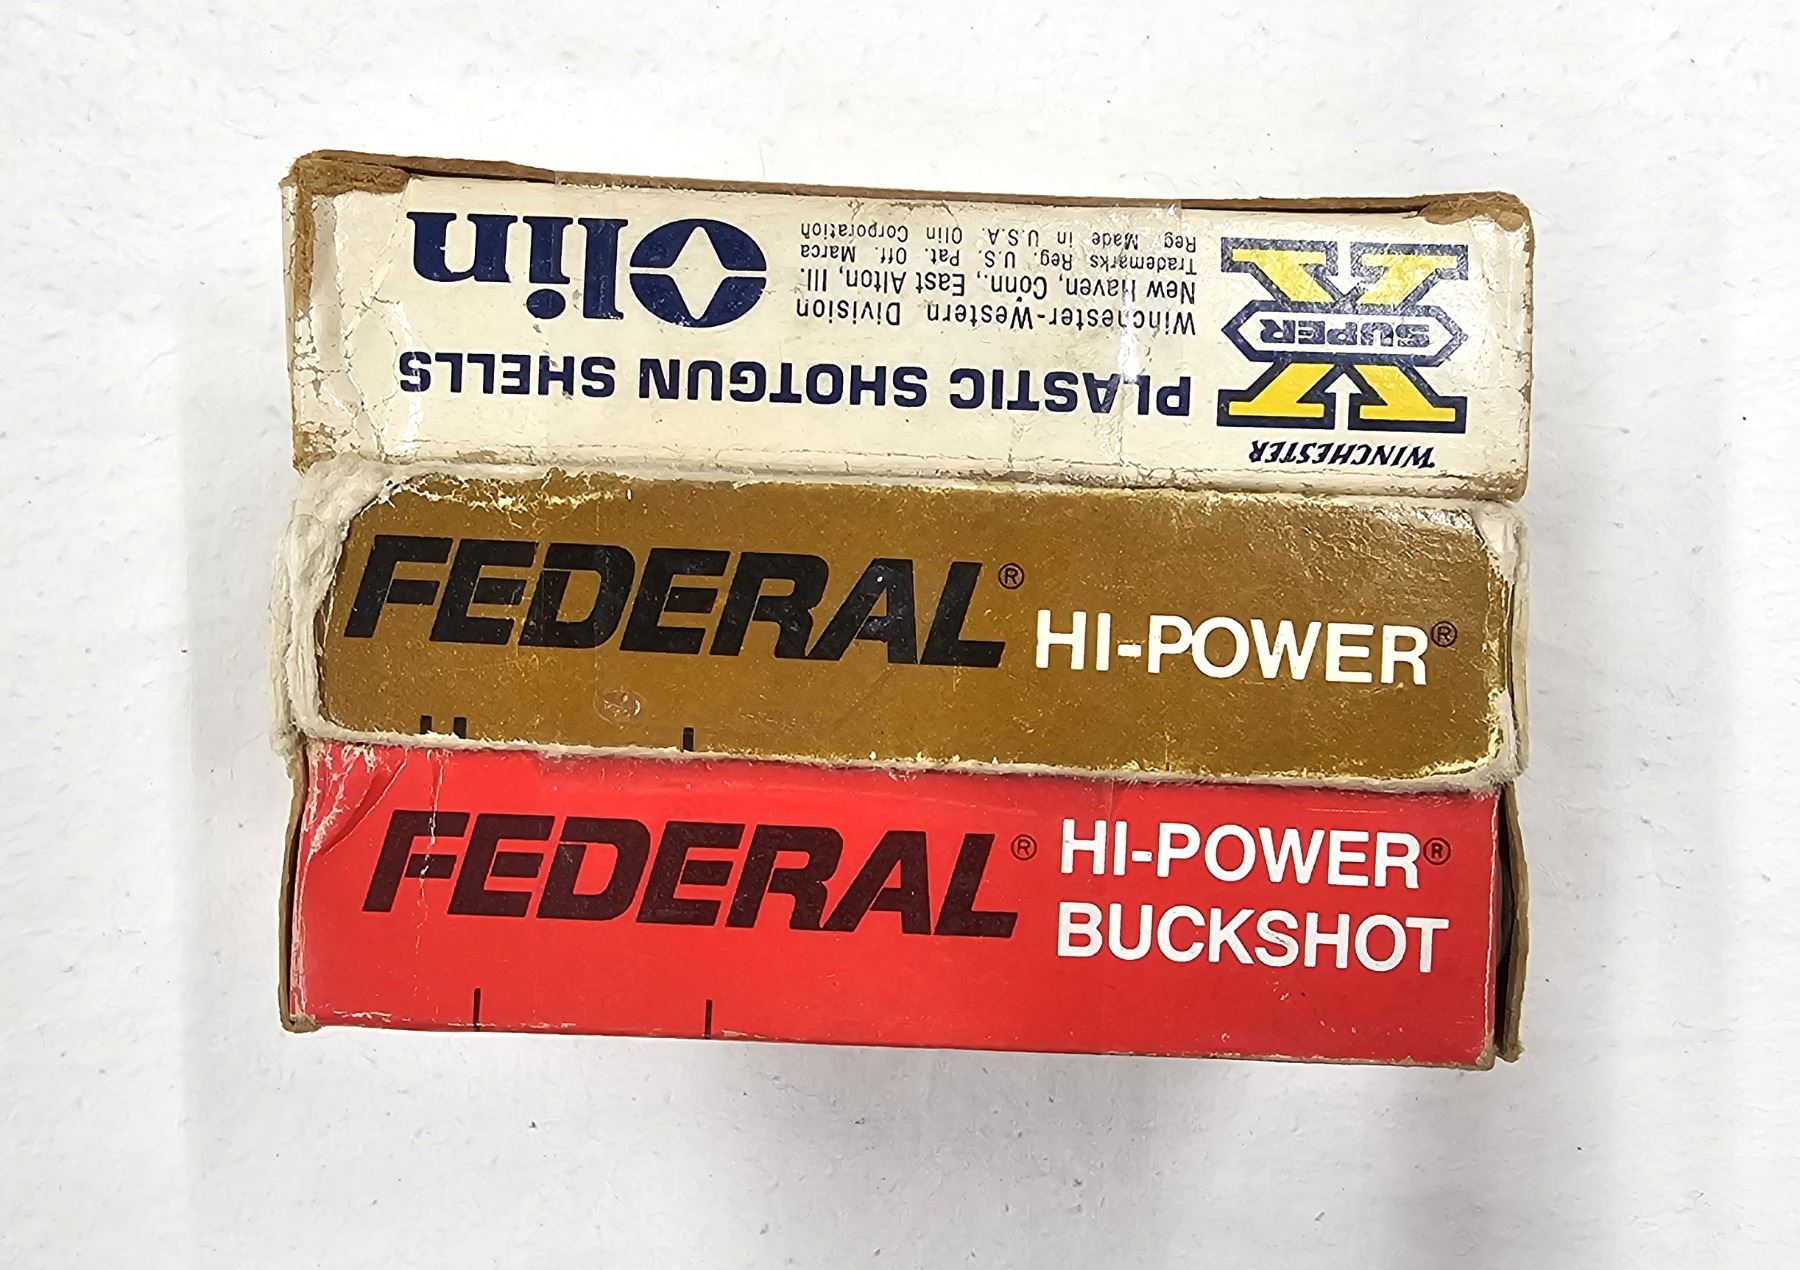 WINCHESTER
SUPER
X
PLASTIC SHOTGUN SHELLS
Winchester-Western Division
New Haven, Conn., East Alton, Ill.
Trademarks Reg. U.S. Pat. Off. Marca
Reg. Made in U.S.A. Olin Corporation
Olin
FEDERAL® HI-POWER®
FEDERAL® HI-POWER®
BUCKSHOT